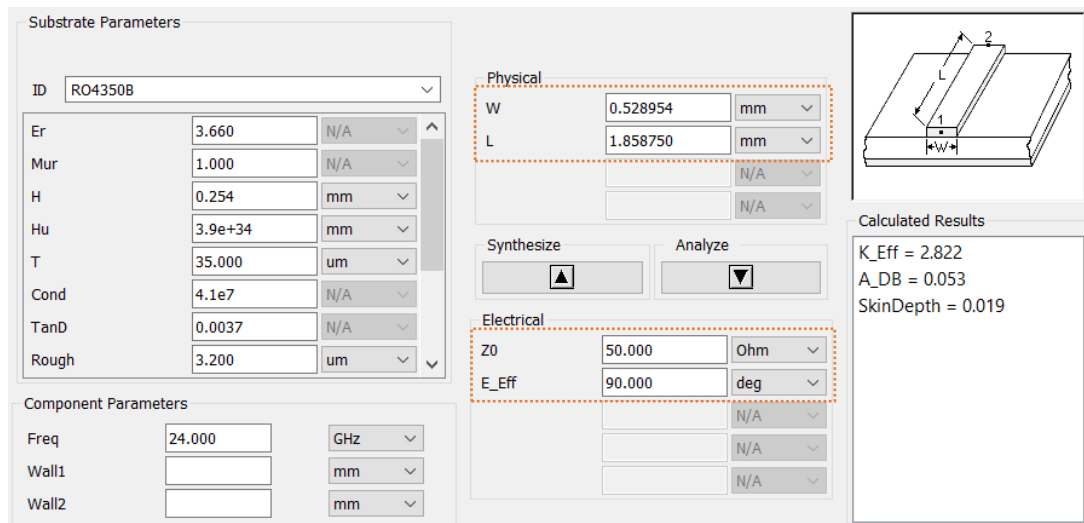 Substrate Parameters
ID RO4350B
Er 3.660 N/A
Mur 1.000 N/A
H 0.254 mm
Hu 3.9e+34 mm
T 35.000 um
Cond 4.1e7 N/A
TanD 0.0037 N/A
Rough 3.200 um
Component Parameters
Freq 24.000 GHz
Wall1 mm
Wall2 mm
Physical
W 0.528954 mm
L 1.858750 mm
N/A
N/A
Synthesize Analyze
Electrical
Z0 50.000 Ohm
E_Eff 90.000 deg
N/A
N/A
N/A
2
L
1
W
Calculated Results
K_Eff = 2.822
A_DB = 0.053
SkinDepth = 0.019